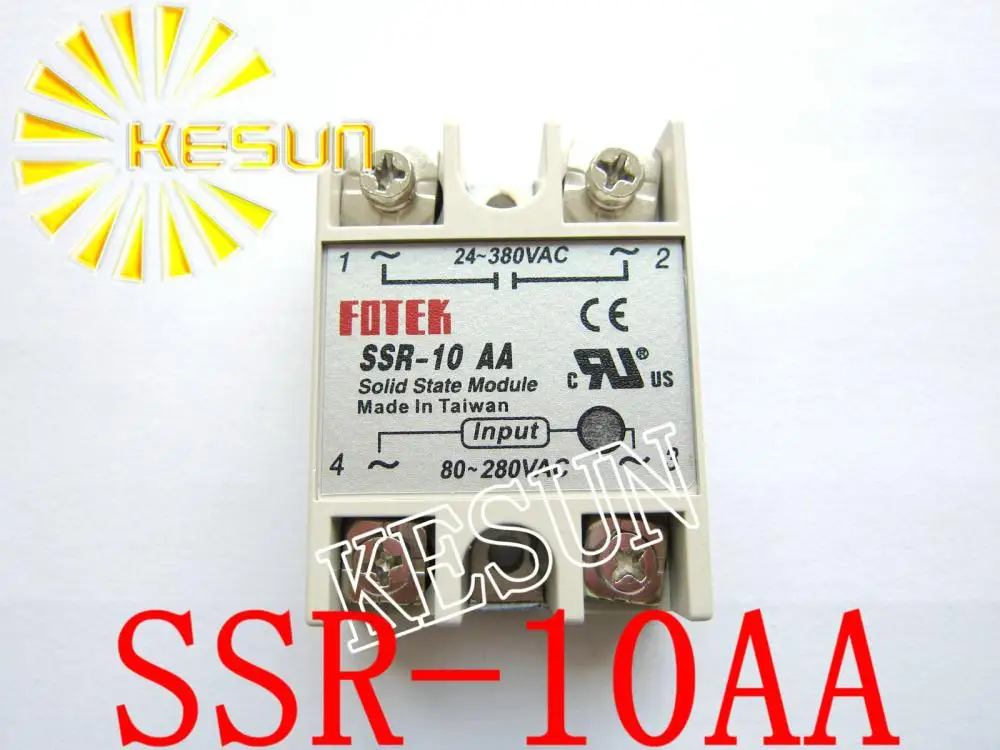 KESUN
1 ~ 24~380VAC ~ 2
FOTEK
CE
SSR-10 AA
Solid State Module
C RU ® US
Made In Taiwan
Input
4 ~ 80~280VAC ~ 3
KESUN
SSR-10AA